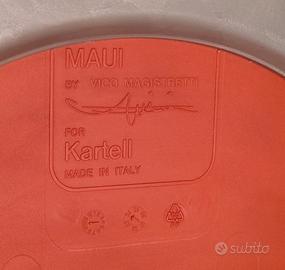 MAUI
BY VICO MAGISTRETTI
FOR
Kartell
MADE IN ITALY
subito